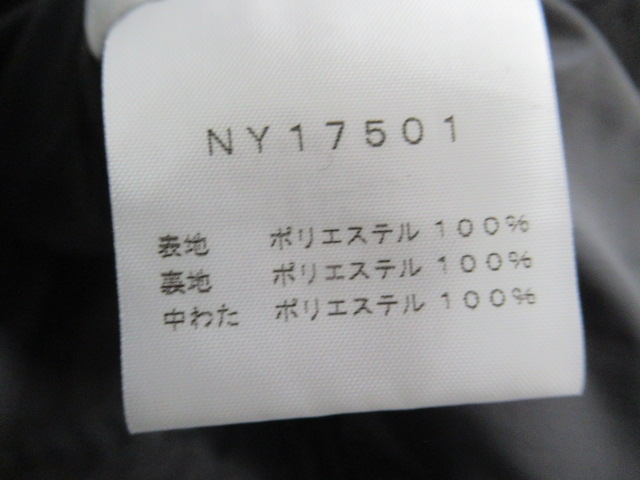 NY17501
表地 ポリエステル 100%
裏地 ポリエステル 100%
中わた ポリエステル 100%